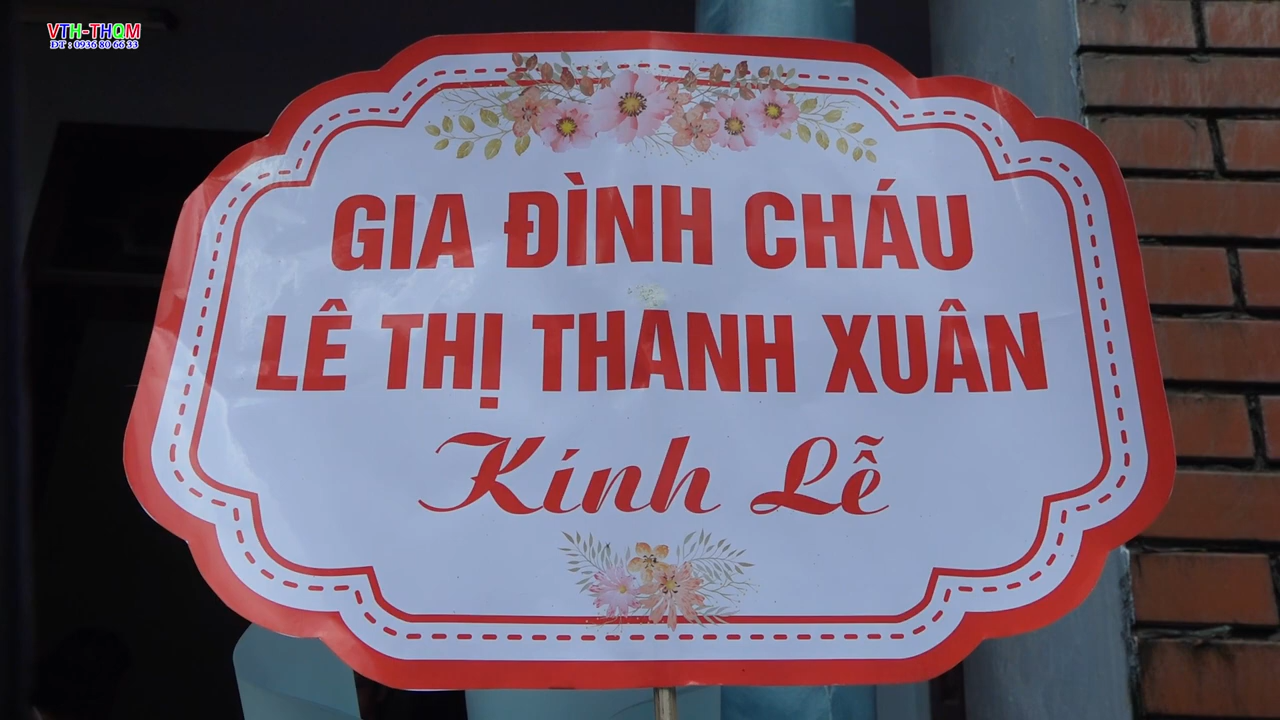 VTH-THQM
ĐT : 0936 80 66 33
GIA ĐÌNH CHÁU
LÊ THỊ THANH XUÂN
Kính Lễ